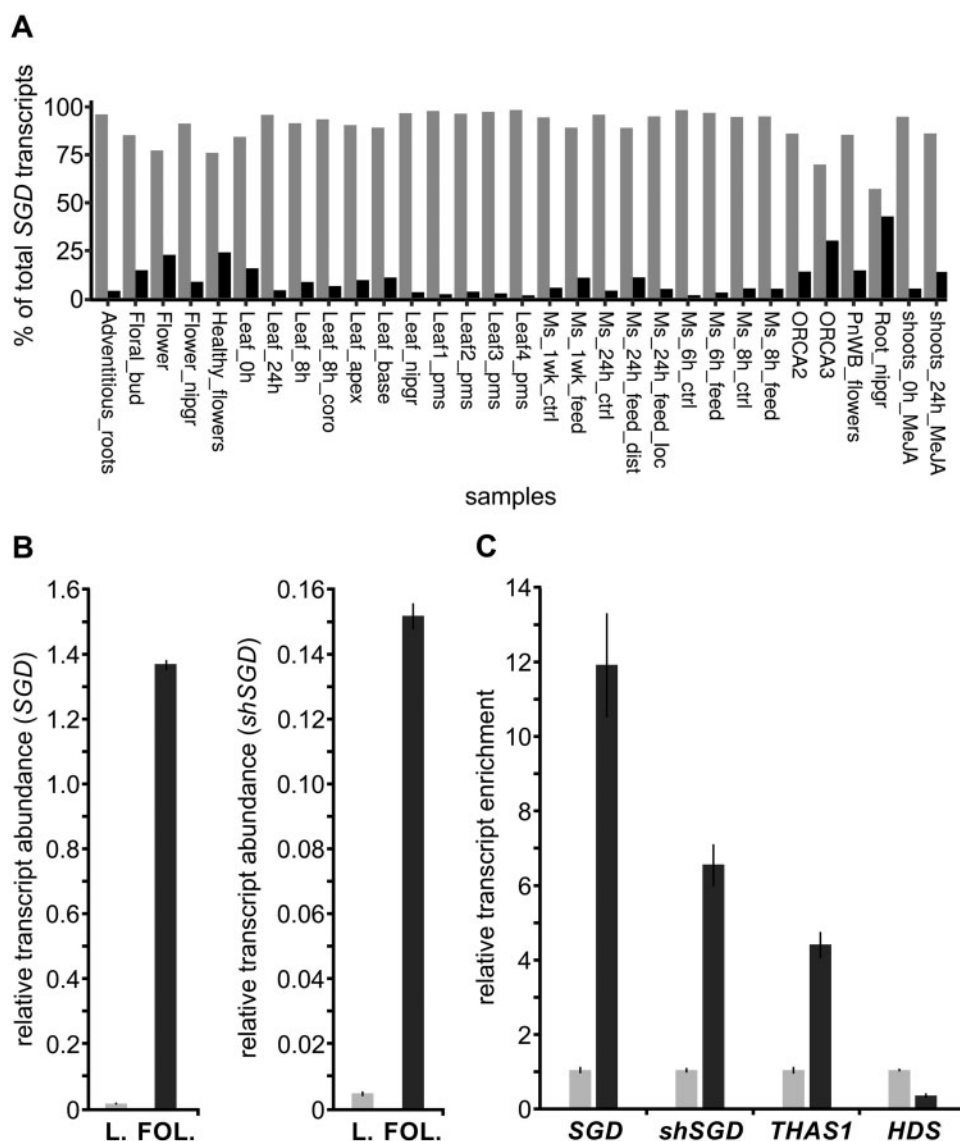 A
% of total SGD transcripts
100
75
50
25
0
Adventitious_roots
Floral_bud
Flower
Flower_nipgr
Healthy_flowers
Leaf_0h
Leaf_24h
Leaf_8h
Leaf_8h_coro
Leaf_apex
Leaf_base
Leaf_nipgr
Leaf1_pms
Leaf2_pms
Leaf3_pms
Leaf4_pms
Ms_1wk_ctrl
Ms_1wk_feed
Ms_24h_ctrl
Ms_24h_feed_dist
Ms_24h_feed_loc
Ms_6h_ctrl
Ms_6h_feed
Ms_8h_ctrl
Ms_8h_feed
ORCA2
ORCA3
PnWB_flowers
Root_nipgr
shoots_0h_MeJA
shoots_24h_MeJA
samples
B
relative transcript abundance (SGD)
1.6
1.4
1.2
1.0
0.8
0.6
0.4
0.2
0
L. FOL.
relative transcript abundance (shSGD)
0.16
0.14
0.12
0.10
0.08
0.06
0.04
0.02
0
L. FOL.
C
relative transcript enrichment
14
12
10
8
6
4
2
0
SGD shSGD THAS1 HDS